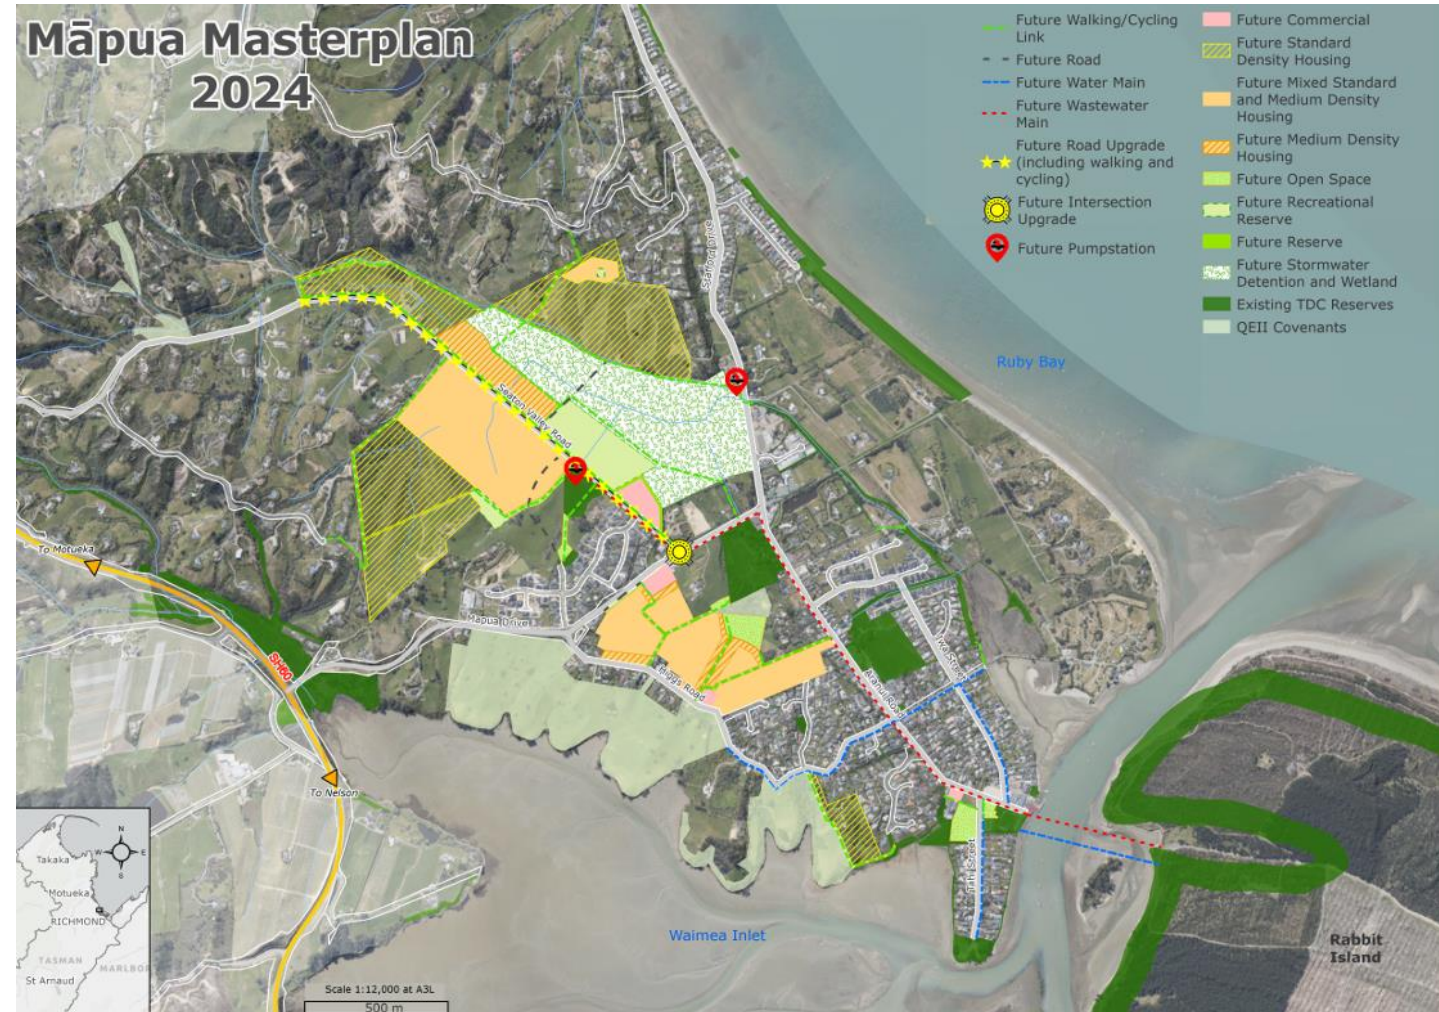 Māpua Masterplan
2024
Future Walking/Cycling
Link
Future Road
Future Water Main
Future Wastewater
Main
Future Road Upgrade
(including walking and
cycling)
Future Intersection
Upgrade
Future Pumpstation
Future Commercial
Future Standard
Density Housing
Future Mixed Standard
and Medium Density
Housing
Future Medium Density
Housing
Future Open Space
Future Recreational
Reserve
Future Reserve
Future Stormwater
Detention and Wetland
Existing TDC Reserves
QEII Covenants
Stafford Drive
Ruby Bay
Seaton Valley Road
To Motueka
SH60
Mapua Drive
Higgs Road
Iwa Street
Aranui Road
To Nelson
Tahi Street
Waimea Inlet
Rabbit
Island
N
W
E
S
Takaka
Motueka
RICHMOND
TASMAN
MARLBOR
St Arnaud
Scale 1:12,000 at A3L
500 m